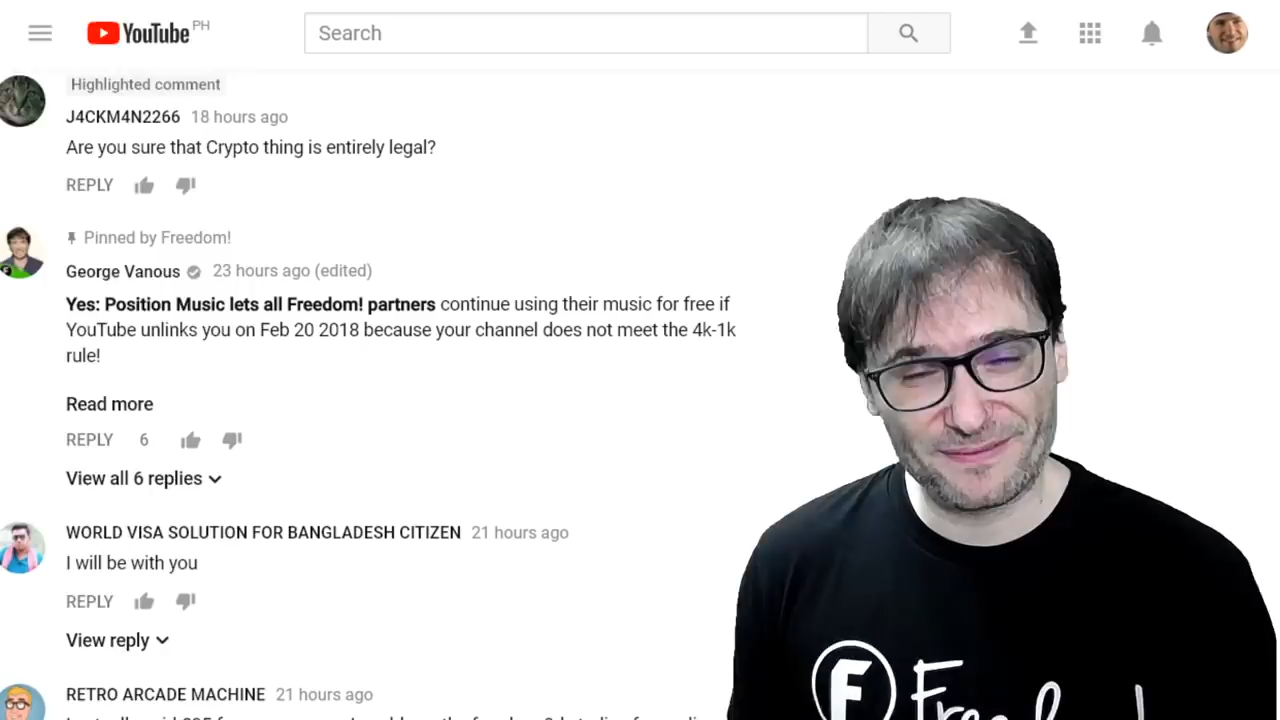 YouTube PH
Search
Highlighted comment
J4CKM4N2266 18 hours ago
Are you sure that Crypto thing is entirely legal?
REPLY
Pinned by Freedom!
George Vanous 23 hours ago (edited)
Yes: Position Music lets all Freedom! partners continue using their music for free if
YouTube unlinks you on Feb 20 2018 because your channel does not meet the 4k-1k
rule!
Read more
REPLY 6
View all 6 replies
WORLD VISA SOLUTION FOR BANGLADESH CITIZEN 21 hours ago
I will be with you
REPLY
View reply
RETRO ARCADE MACHINE 21 hours ago
F